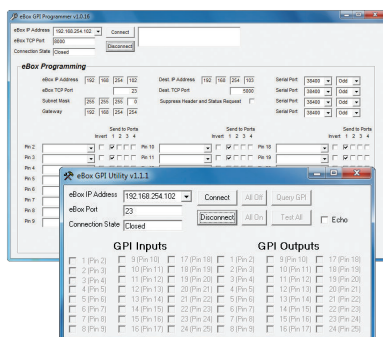 eBox GPI Programmer v1.0.16
eBox IP Address 192.168.254.102 Connect
eBox TCP Port 8000
Connection State Closed Disconnect
eBox Programming
eBox IP Address 192 168 254 102 Dest. IP Address 192 168 254 103 Serial Port 38400 Odd
eBox TCP Port 23 Dest. TCP Port 5000 Serial Port 38400 Odd
Subnet Mask 255 255 255 0 Suppress Header and Status Request Serial Port 38400 Odd
Gateway 192 168 254 254 Serial Port 38400 Odd
Send to Ports Send to Ports Send to Ports
Invert 1 2 3 4 Invert 1 2 3 4 Invert 1 2 3 4
Pin 2 Pin 10 Pin 18
Pin 3 Pin 11 Pin 19
Pin 4
Pin 5
Pin 6
Pin 7
Pin 8
Pin 9
eBox GPI Utility v1.1.1
eBox IP Address 192.168.254.102 Connect All Off Query GPI
eBox Port 23
Connection State Closed Disconnect All On Test All Echo
GPI Inputs GPI Outputs
1 (Pin 2) 9 (Pin 10) 17 (Pin 18) 1 (Pin 2) 9 (Pin 10) 17 (Pin 18)
2 (Pin 3) 10 (Pin 11) 18 (Pin 19) 2 (Pin 3) 10 (Pin 11) 18 (Pin 19)
3 (Pin 4) 11 (Pin 12) 19 (Pin 20) 3 (Pin 4) 11 (Pin 12) 19 (Pin 20)
4 (Pin 5) 12 (Pin 13) 20 (Pin 21) 4 (Pin 5) 12 (Pin 13) 20 (Pin 21)
5 (Pin 6) 13 (Pin 14) 21 (Pin 22) 5 (Pin 6) 13 (Pin 14) 21 (Pin 22)
6 (Pin 7) 14 (Pin 15) 22 (Pin 23) 6 (Pin 7) 14 (Pin 15) 22 (Pin 23)
7 (Pin 8) 15 (Pin 16) 23 (Pin 24) 7 (Pin 8) 15 (Pin 16) 23 (Pin 24)
8 (Pin 9) 16 (Pin 17) 24 (Pin 25) 8 (Pin 9) 16 (Pin 17) 24 (Pin 25)